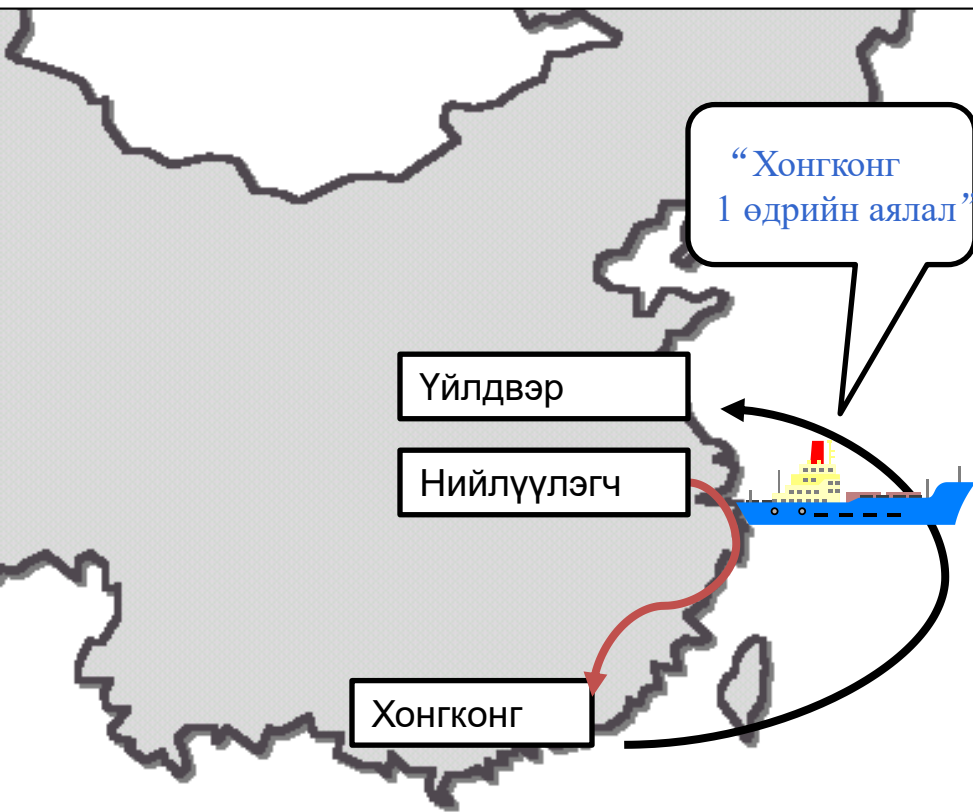 “Хонгконг
1 өдрийн аялал”
Үйлдвэр
Нийлүүлэгч
Хонгконг